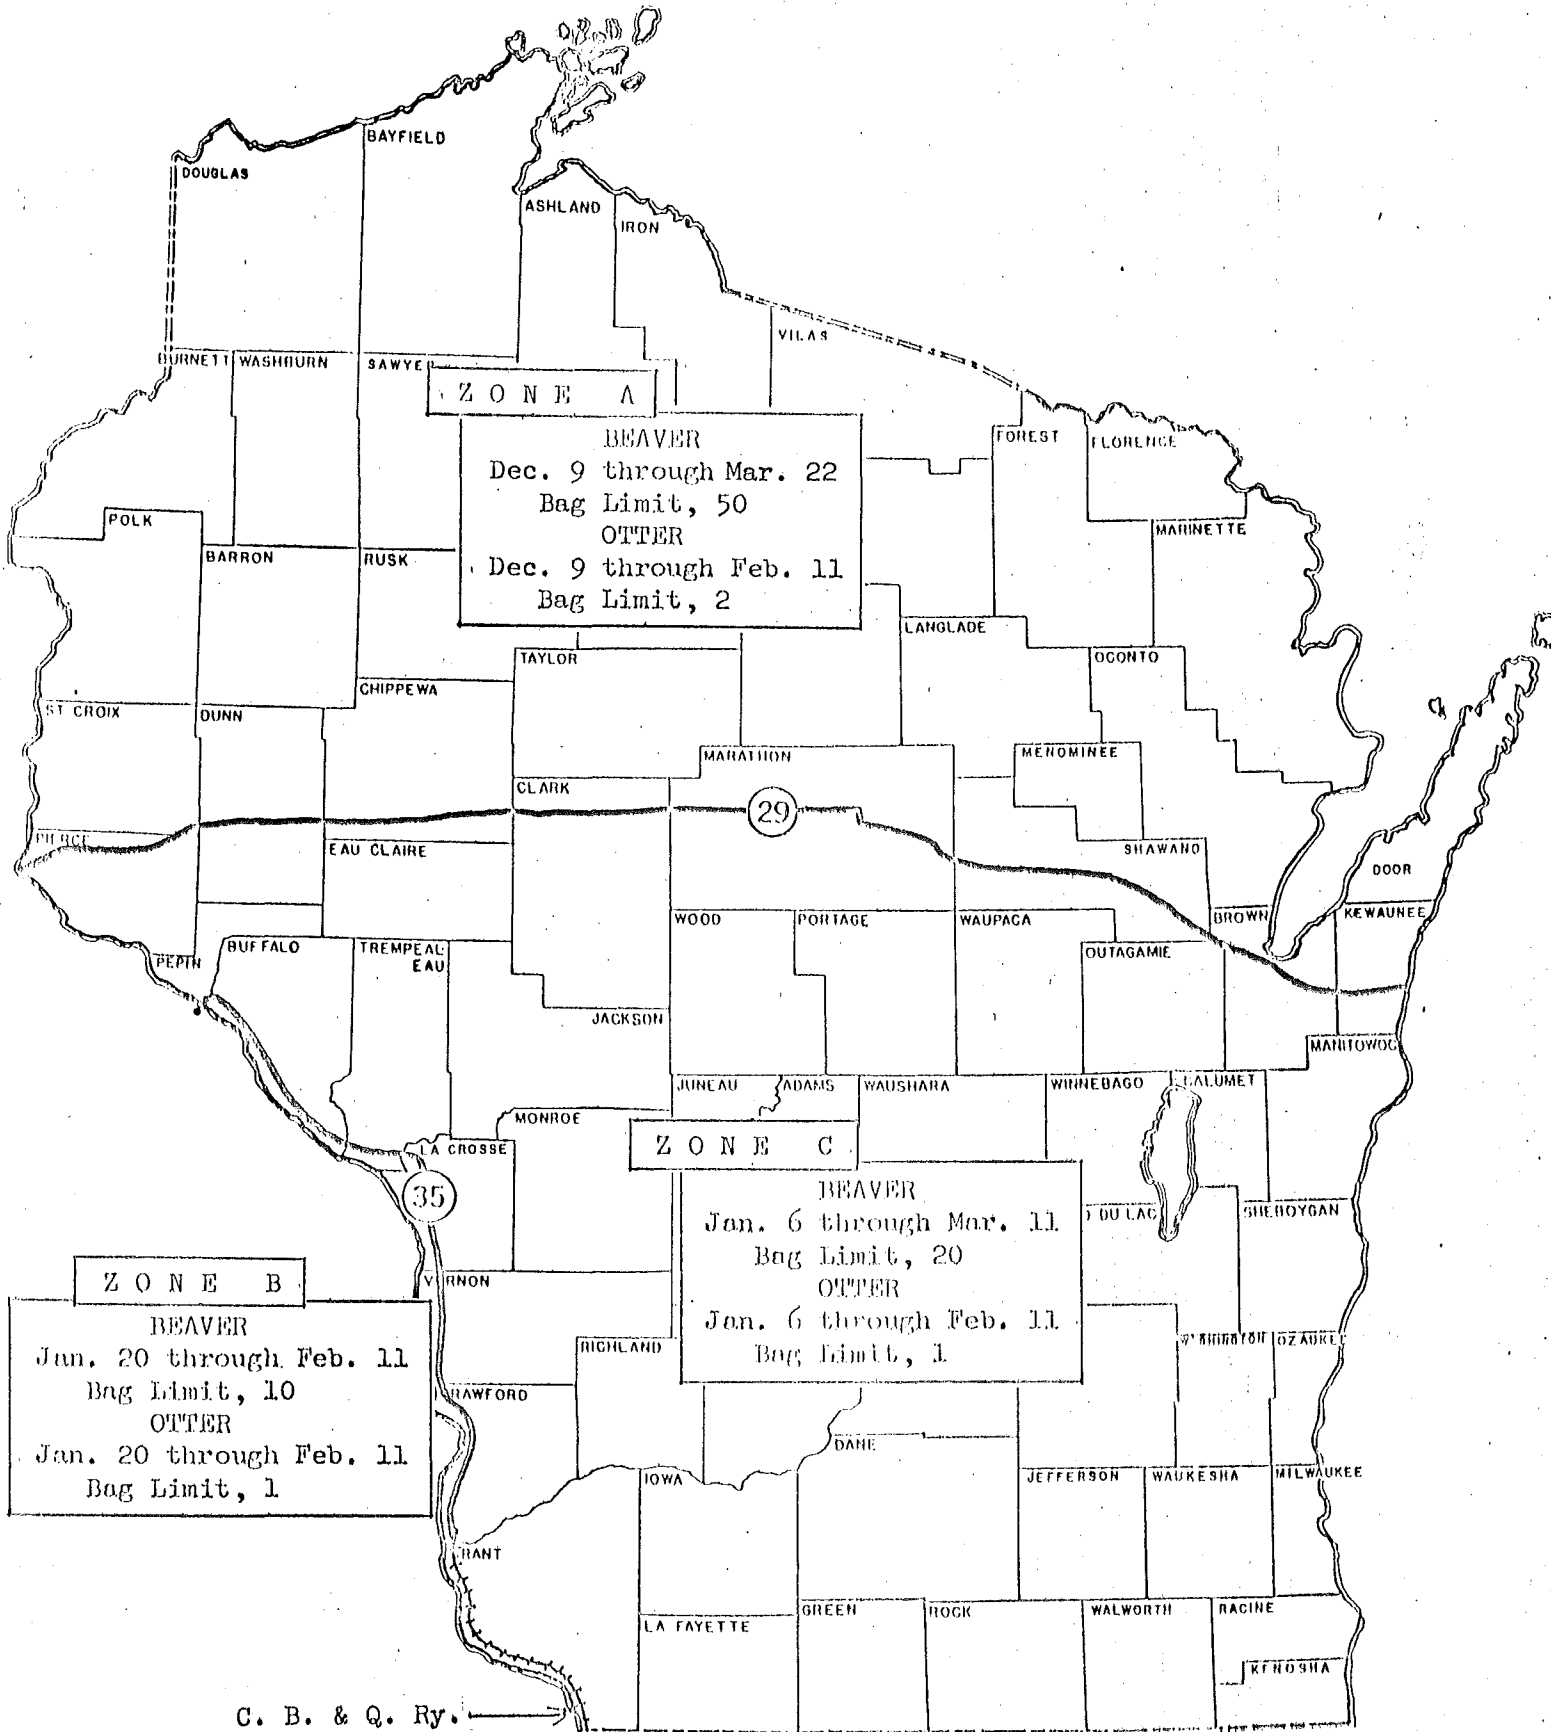 BAYFIELD
DOUGLAS
ASHLAND
IRON
VILAS
BURNETT
WASHBURN
SAWYE
ZONE A
BEAVER
Dec. 9 through Mar. 22
Bag Limit, 50
OTTER
Dec. 9 through Feb. 11
Bag Limit, 2
FOREST
FLORENCE
POLK
MARINETTE
BARRON
RUSK
LANGLADE
TAYLOR
OCONTO
CHIPPEWA
ST CROIX
DUNN
MARATHON
MENOMINEE
CLARK
29
PIERCE
EAU CLAIRE
SHAWANO
DOOR
WOOD
PORTAGE
WAUPACA
BROWN
KEWAUNEE
BUFFALO
TREMPEAL-
EAU
PEPIN
OUTAGAMIE
JACKSON
MANITOWOC
JUNEAU
ADAMS
WAUSHARA
WINNEBAGO
CALUMET
MONROE
LA CROSSE
35
ZONE C
BEAVER
Jan. 6 through Mar. 11
Bag Limit, 20
OTTER
Jan. 6 through Feb. 11
Bag Limit, 1
DU LAC
SHEBOYGAN
VERNON
ZONE B
BEAVER
Jan. 20 through Feb. 11
Bag Limit, 10
OTTER
Jan. 20 through Feb. 11
Bag Limit, 1
RICHLAND
WASHINGTON
OZAUKEE
RAWFORD
DANE
IOWA
JEFFERSON
WAUKESHA
MILWAUKEE
RANT
GREEN
ROCK
WALWORTH
RACINE
LA FAYETTE
KENOSHA
C. B. & Q. Ry.